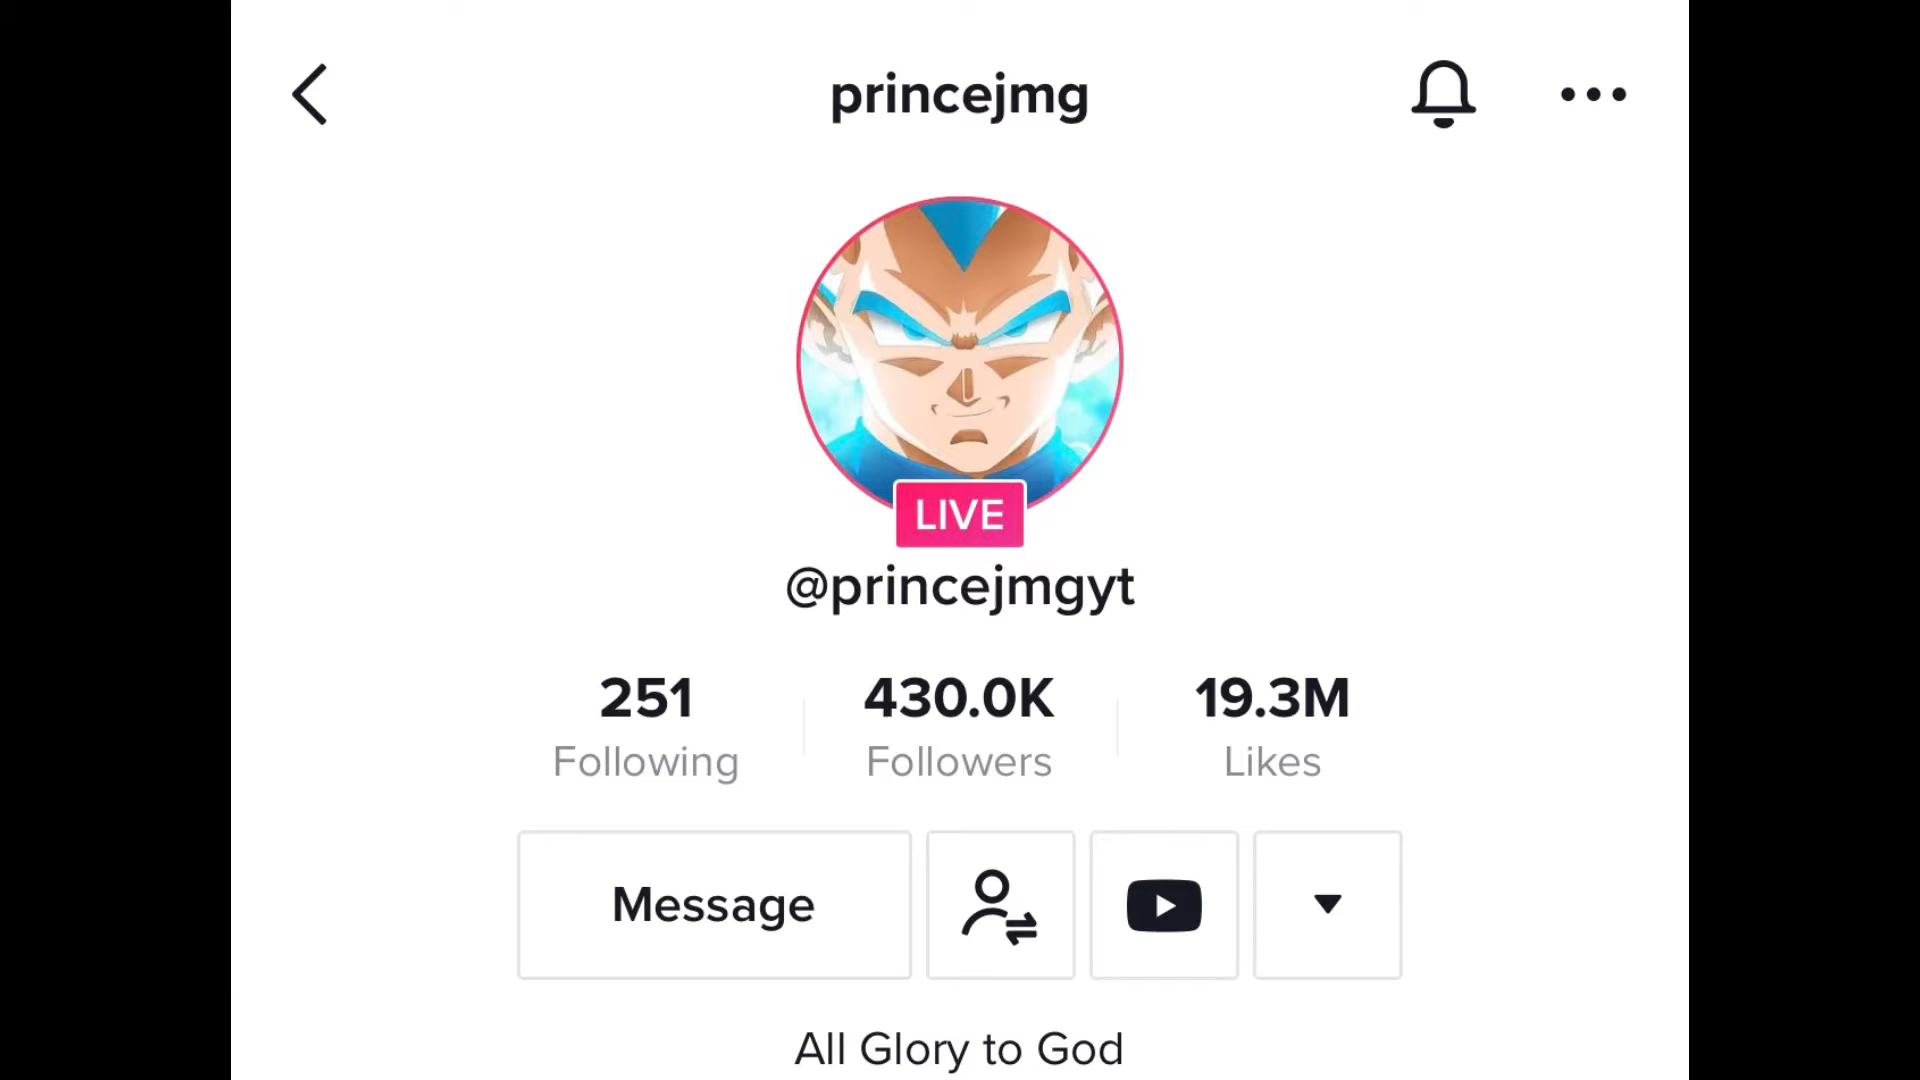 princejmg
LIVE
@princejmgyt
251 430.0K 19.3M
Following Followers Likes
Message
All Glory to God